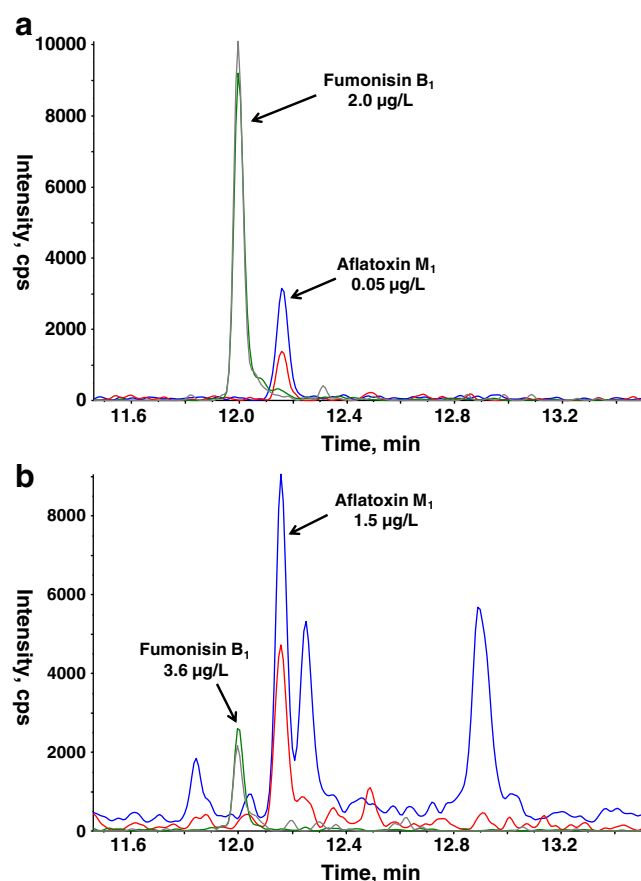 a
10000
8000
6000
4000
2000
0
Intensity, cps
Fumonisin B₁
2.0 µg/L
Aflatoxin M₁
0.05 µg/L
11.6 12.0 12.4 12.8 13.2
Time, min
b
8000
6000
4000
2000
0
Intensity, cps
Aflatoxin M₁
1.5 µg/L
Fumonisin B₁
3.6 µg/L
11.6 12.0 12.4 12.8 13.2
Time, min